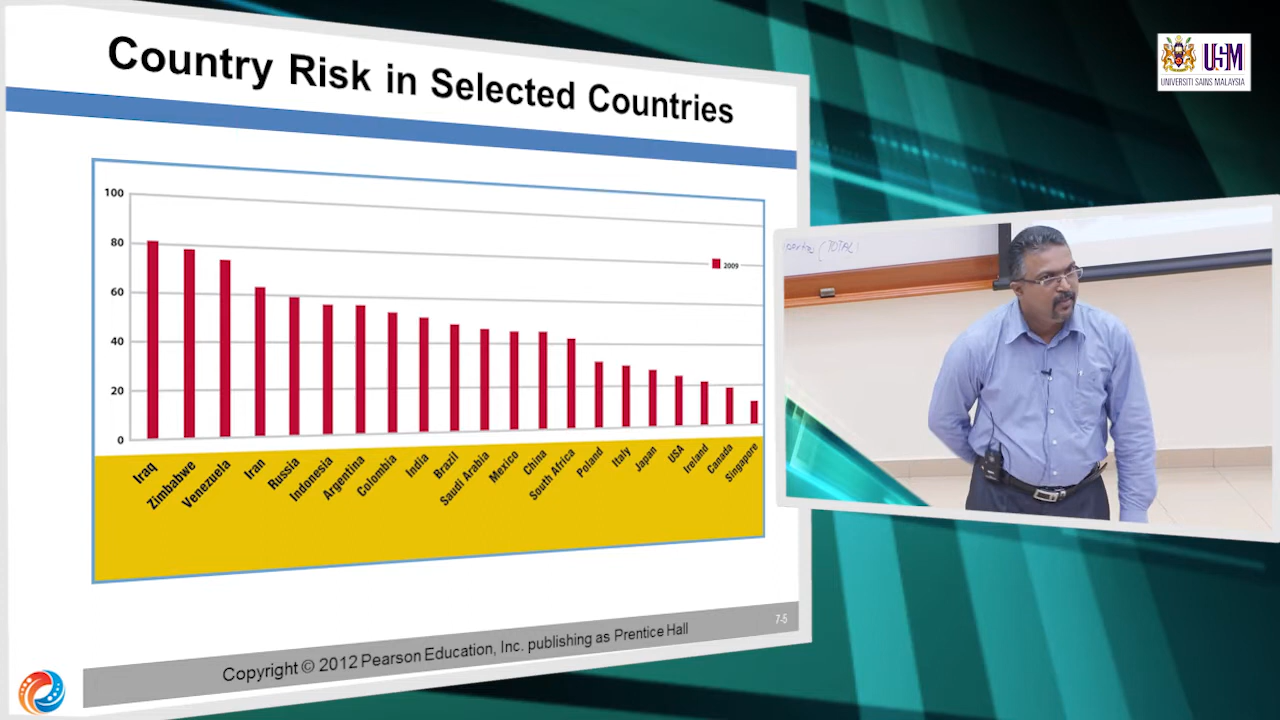 Country Risk in Selected Countries
100
80
60
40
20
0
2009
Iraq
Zimbabwe
Venezuela
Iran
Russia
Indonesia
Argentina
Colombia
India
Brazil
Saudi Arabia
Mexico
China
South Africa
Poland
Italy
Japan
USA
Ireland
Canada
Singapore
7-5
Copyright © 2012 Pearson Education, Inc. publishing as Prentice Hall
USM
UNIVERSITI SAINS MALAYSIA
(TOTAL